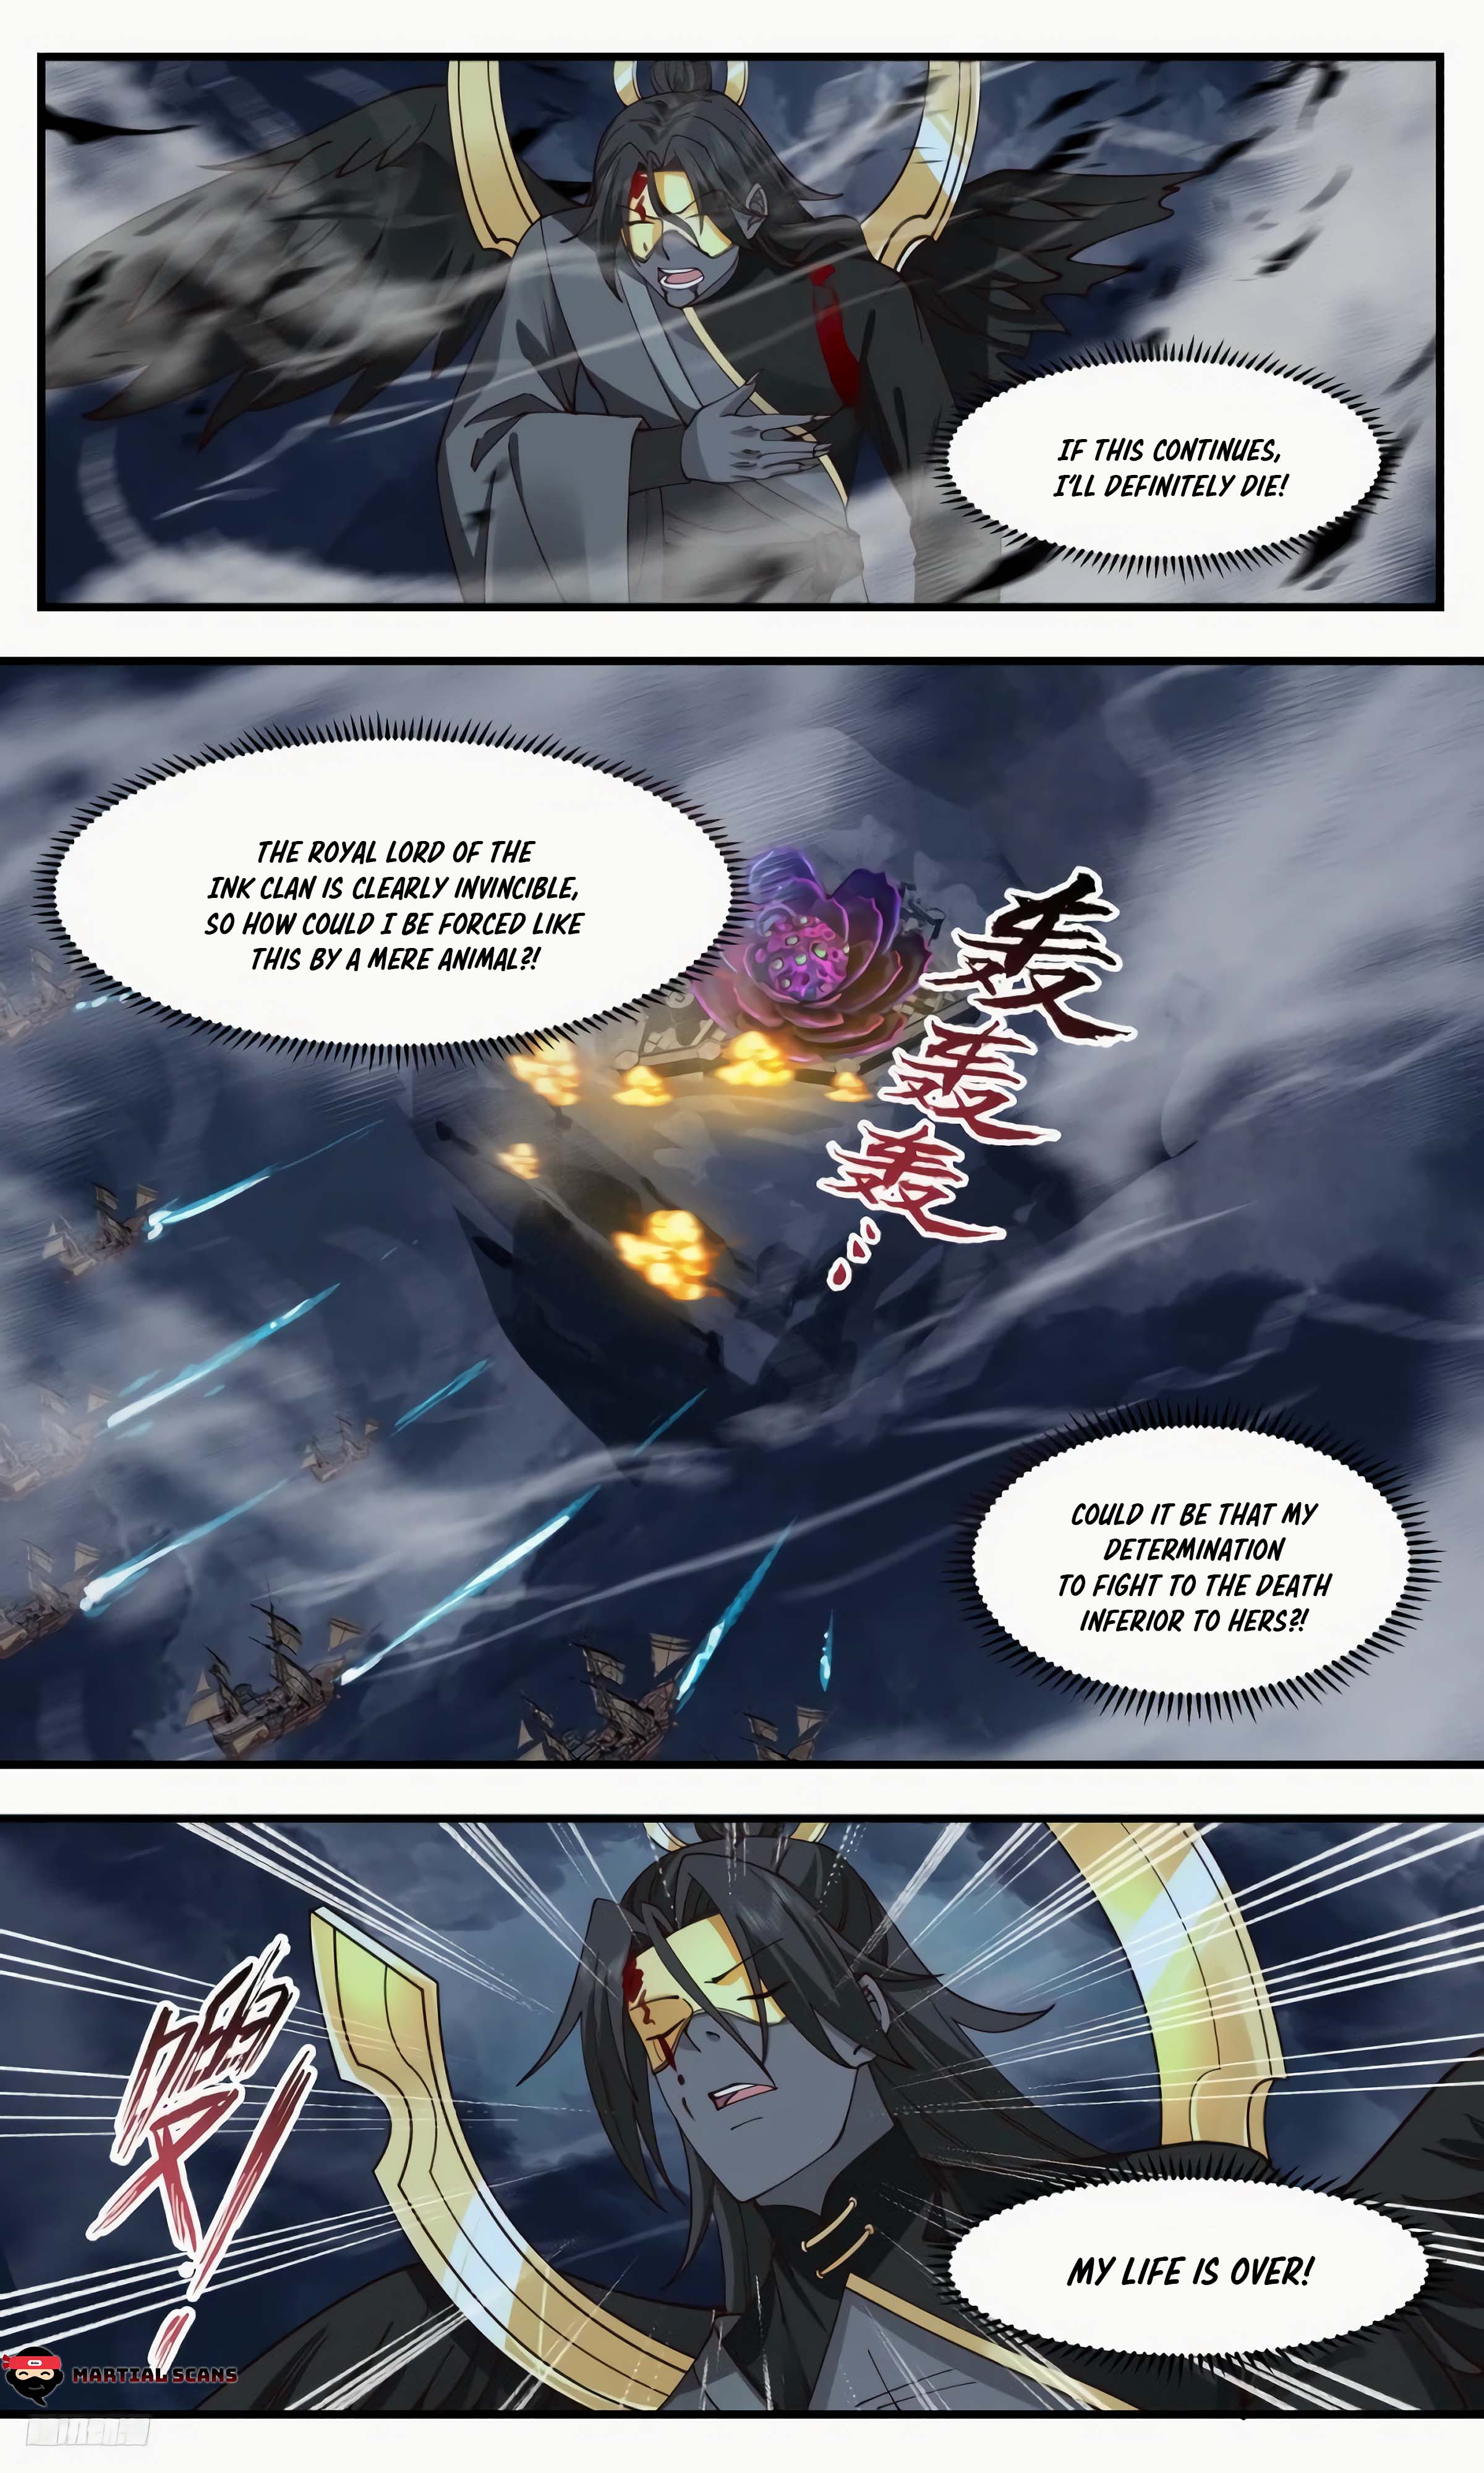 IF THIS CONTINUES,
I'LL DEFINITELY DIE!
THE ROYAL LORD OF THE
INK CLAN IS CLEARLY INVINCIBLE,
SO HOW COULD I BE FORCED LIKE
THIS BY A MERE ANIMAL?!
轰
轰
轰
COULD IT BE THAT MY
DETERMINATION
TO FIGHT TO THE DEATH
INFERIOR TO HERS?!
MY LIFE IS OVER!
MARTIAL SCANS